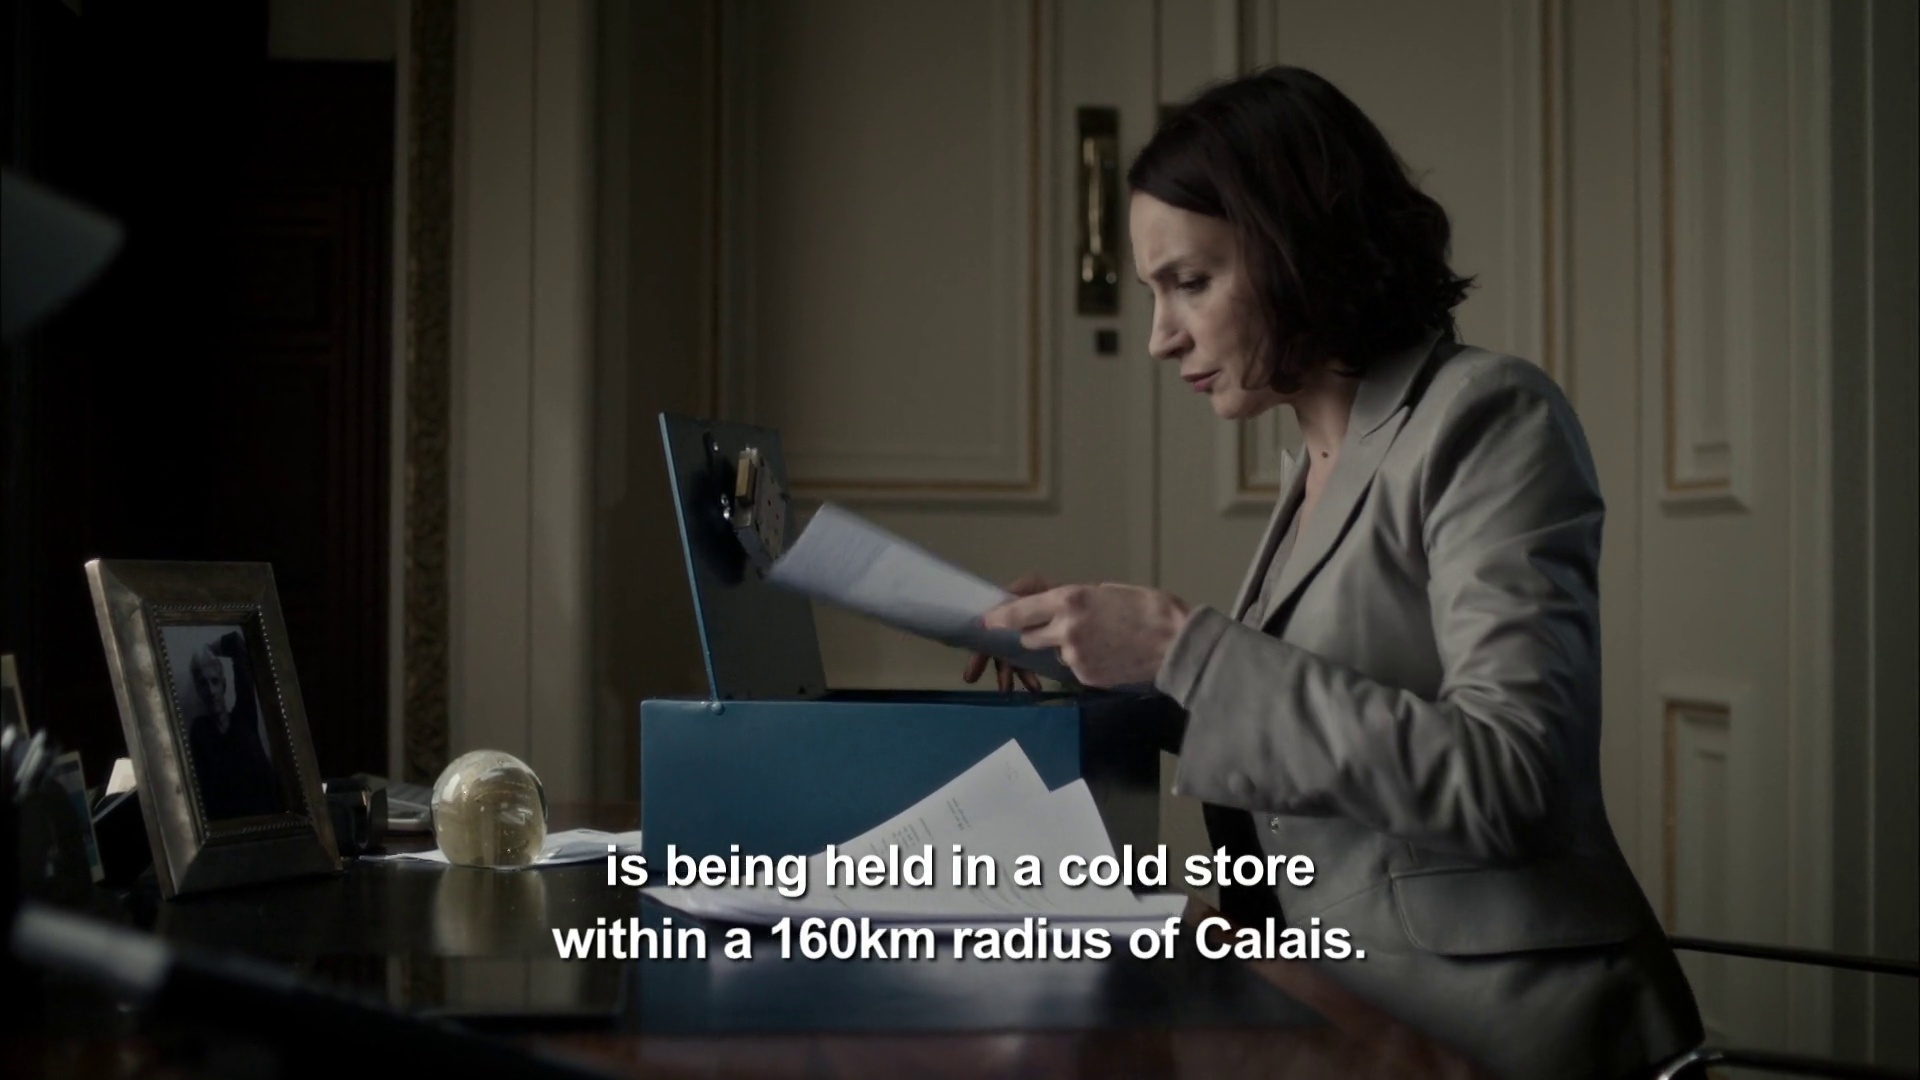 is being held in a cold store
within a 160km radius of Calais.